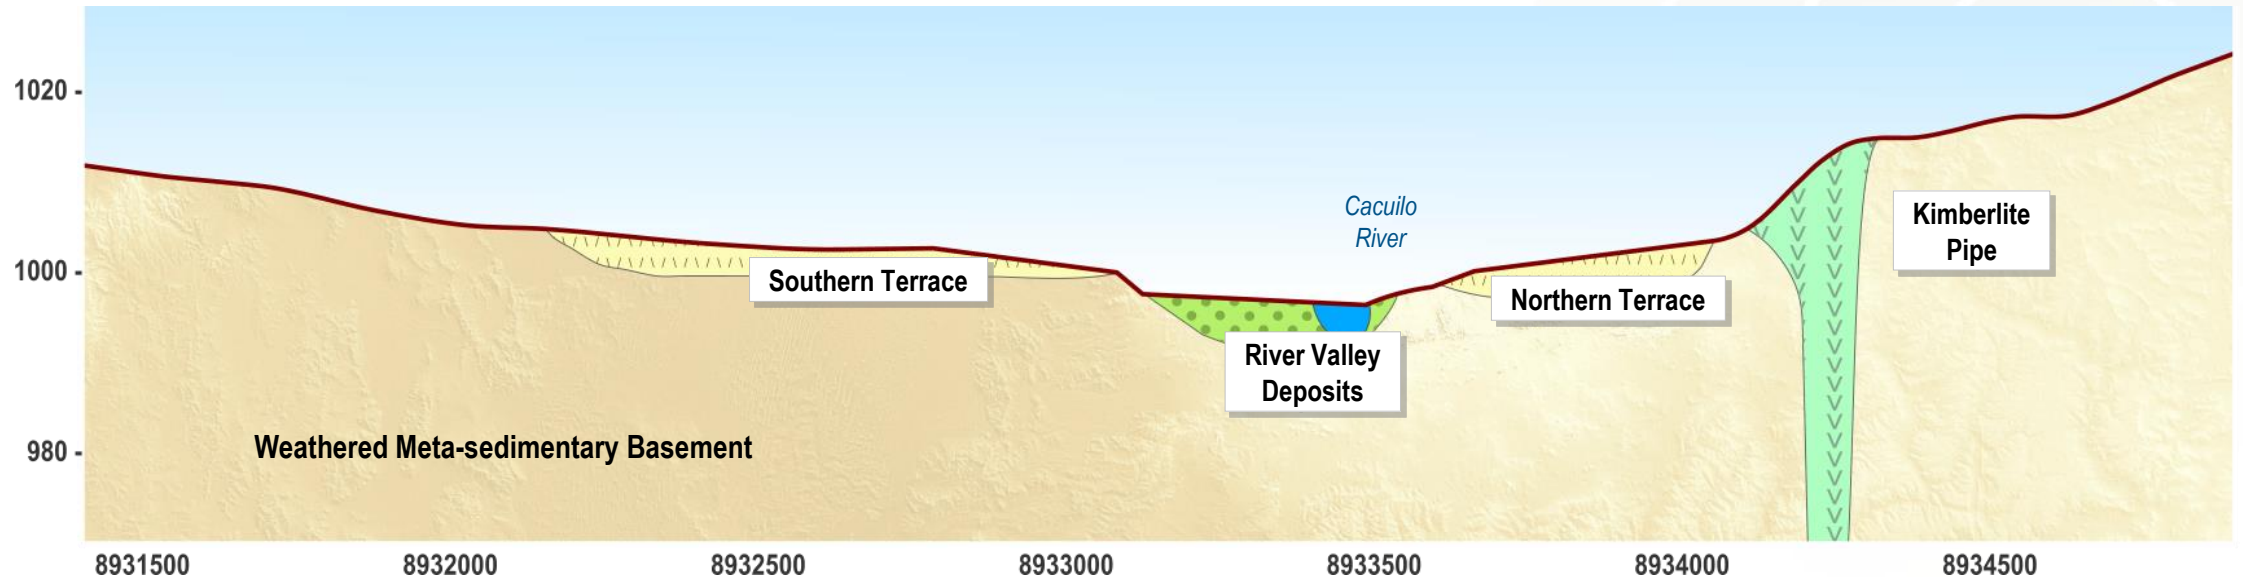 1020
Cacuilo
River
Kimberlite
Pipe
1000
Southern Terrace
Northern Terrace
River Valley
Deposits
980
Weathered Meta-sedimentary Basement
8931500 8932000 8932500 8933000 8933500 8934000 8934500